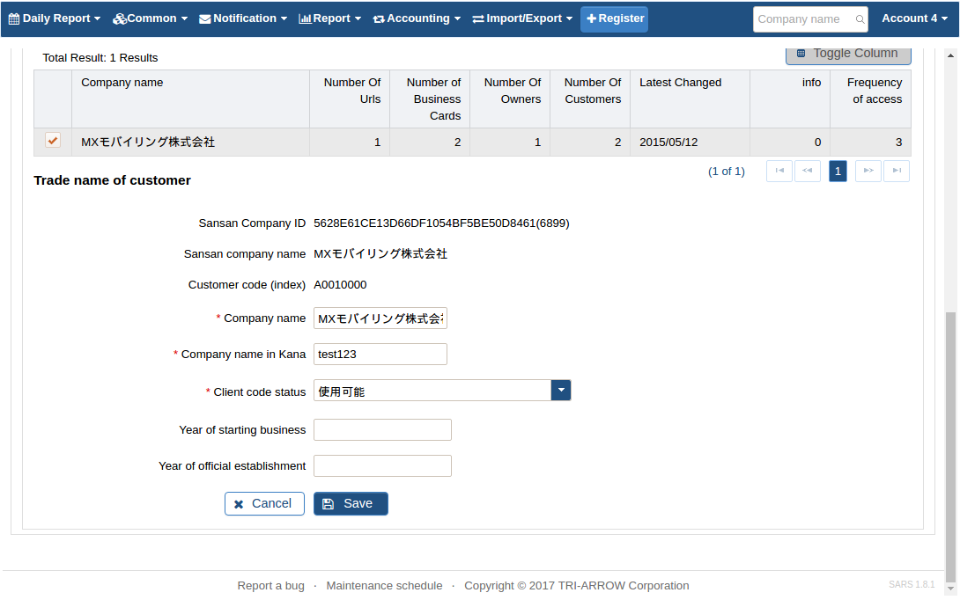 Daily Report Common Notification Report Accounting Import/Export Register Company name Account 4
Total Result: 1 Results Toggle Column
Company name Number Of Urls Number of Business Cards Number Of Owners Number Of Customers Latest Changed info Frequency of access
MXモバイリング株式会社 1 2 1 2 2015/05/12 0 3
(1 of 1) 1
Trade name of customer
Sansan Company ID 5628E61CE13D66DF1054BF5BE50D8461(6899)
Sansan company name MXモバイリング株式会社
Customer code (index) A0010000
* Company name MXモバイリング株式会
* Company name in Kana test123
* Client code status 使用可能
Year of starting business
Year of official establishment
Cancel Save
Report a bug · Maintenance schedule · Copyright © 2017 TRI-ARROW Corporation SARS 1.8.1